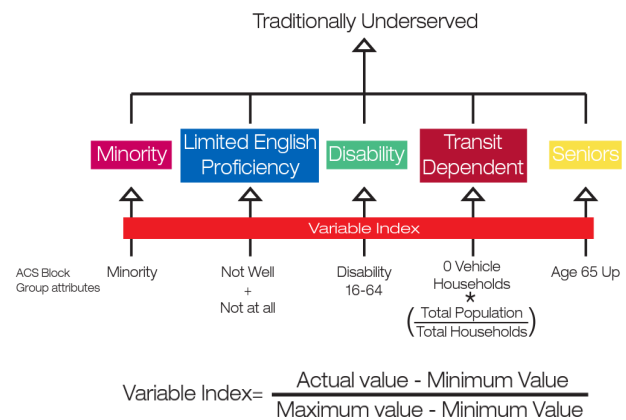 Traditionally Underserved
Minority
Limited English
Proficiency
Disability
Transit
Dependent
Seniors
Variable Index
ACS Block
Group attributes
Minority
Not Well
+
Not at all
Disability
16-64
0 Vehicle
Households
*
(Total Population
Total Households)
Age 65 Up
Variable Index= Actual value - Minimum Value
Maximum value - Minimum Value